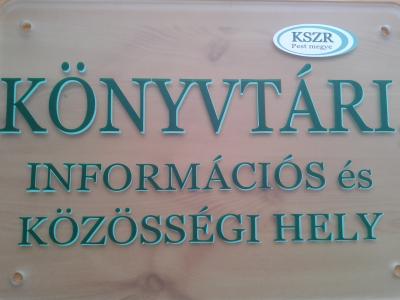 KSZR
Pest megye
KÖNYVTÁRI
INFORMÁCIÓS és
KÖZÖSSÉGI HELY